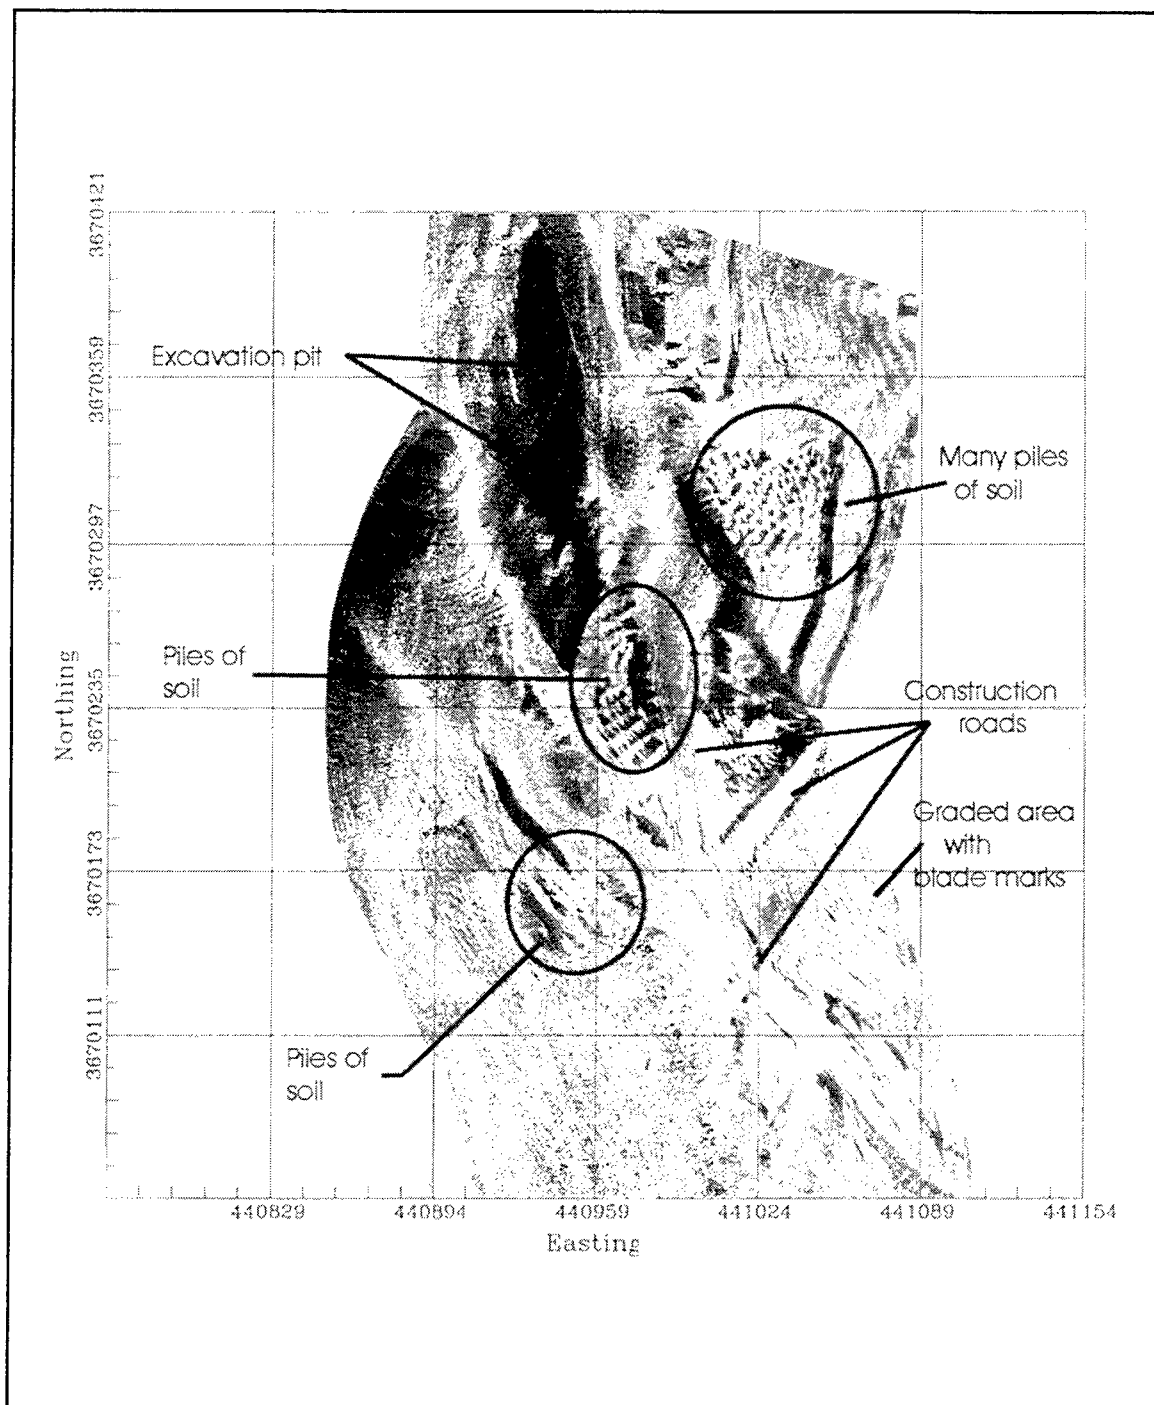 3670421
3670359
3670297
3670235
3670173
3670111
Northing
Excavation pit
Many piles
of soil
Piles of
soil
Construction
roads
Graded area
with
blade marks
Piles of
soil
440829
440894
440959
441024
441089
441154
Easting